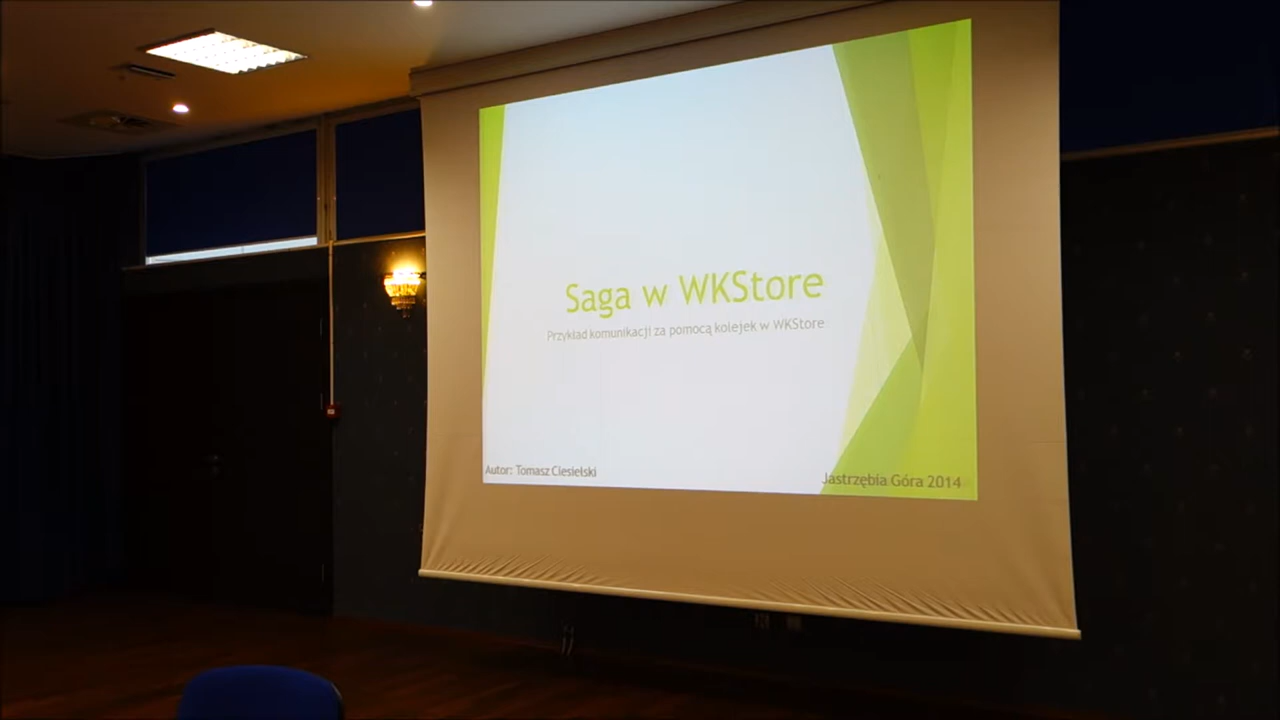 Saga w WKStore
Przykład komunikacji za pomocą kolejek w WKStore
Autor: Tomasz Ciesielski
Jastrzębia Góra 2014